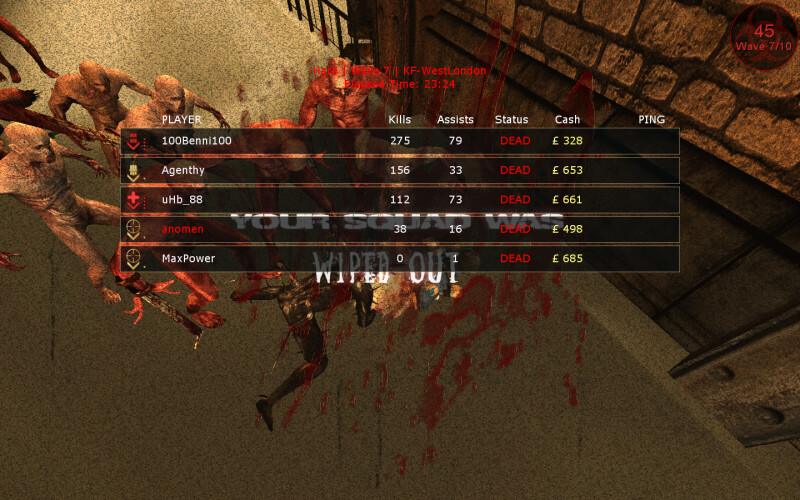 45
Wave 7/10
Hard | Wave 7 | KF-WestLondon
Elapsed Time: 23:24
PLAYER Kills Assists Status Cash PING
100Benni100 275 79 DEAD £ 328
Agenthy 156 33 DEAD £ 653
uHb_88 112 73 DEAD £ 661
YOUR SQUAD WAS
anomen 38 16 DEAD £ 498
MaxPower 0 1 DEAD £ 685
WIPED OUT